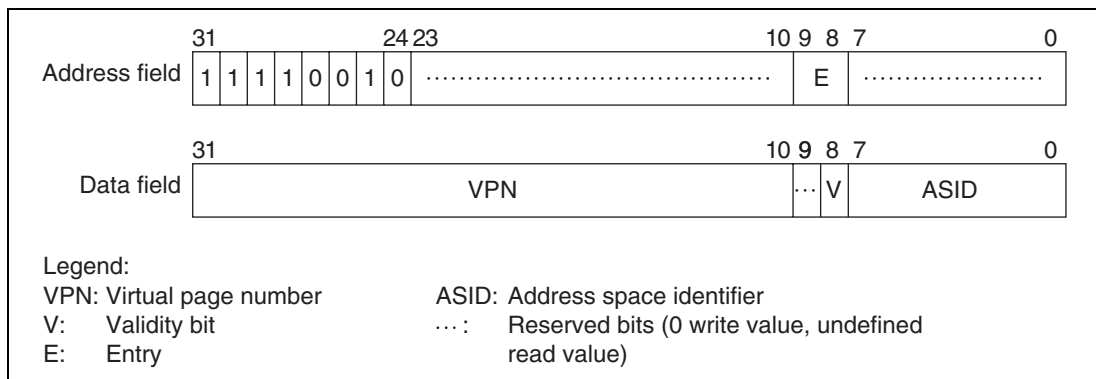 31 24 23 10 9 8 7 0
Address field 1 1 1 1 0 0 1 0 ⋯ E ⋯
31 10 9 8 7 0
Data field VPN ⋯ V ASID
Legend:
VPN: Virtual page number ASID: Address space identifier
V: Validity bit ⋯ : Reserved bits (0 write value, undefined
E: Entry read value)